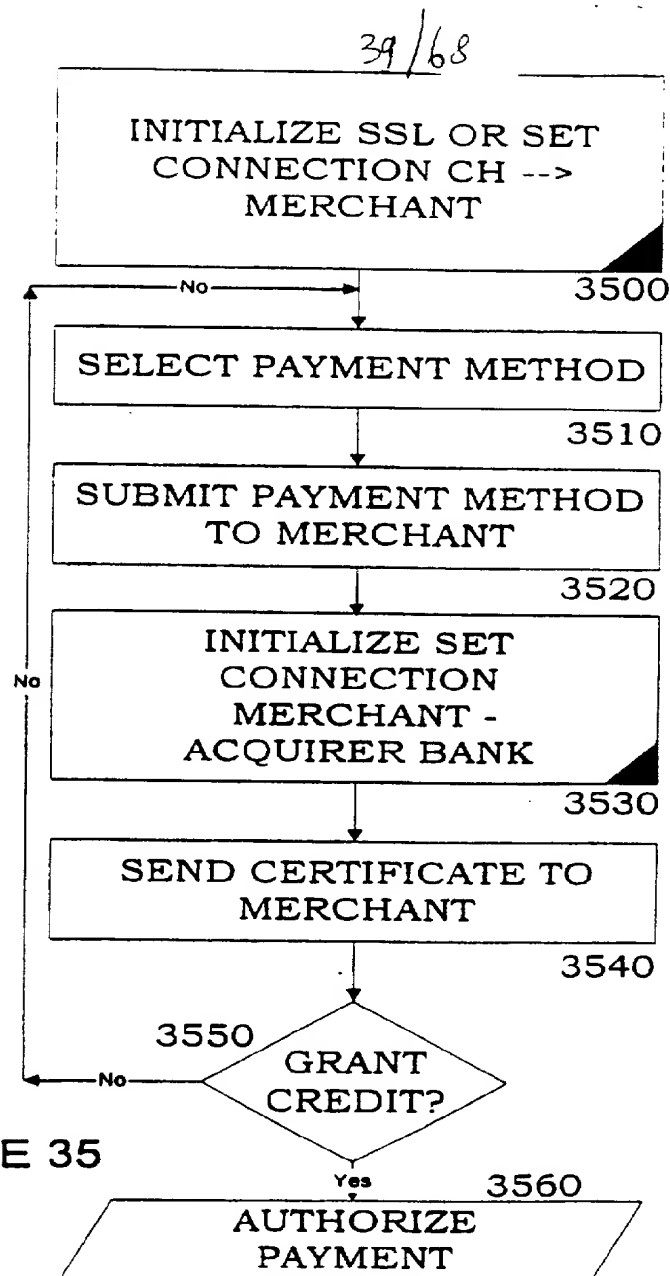 39/68
INITIALIZE SSL OR SET
CONNECTION CH -->
MERCHANT
3500
No
SELECT PAYMENT METHOD
3510
SUBMIT PAYMENT METHOD
TO MERCHANT
3520
No
INITIALIZE SET
CONNECTION
MERCHANT -
ACQUIRER BANK
3530
SEND CERTIFICATE TO
MERCHANT
3540
3550
GRANT
CREDIT?
No
E 35
Yes
3560
AUTHORIZE
PAYMENT